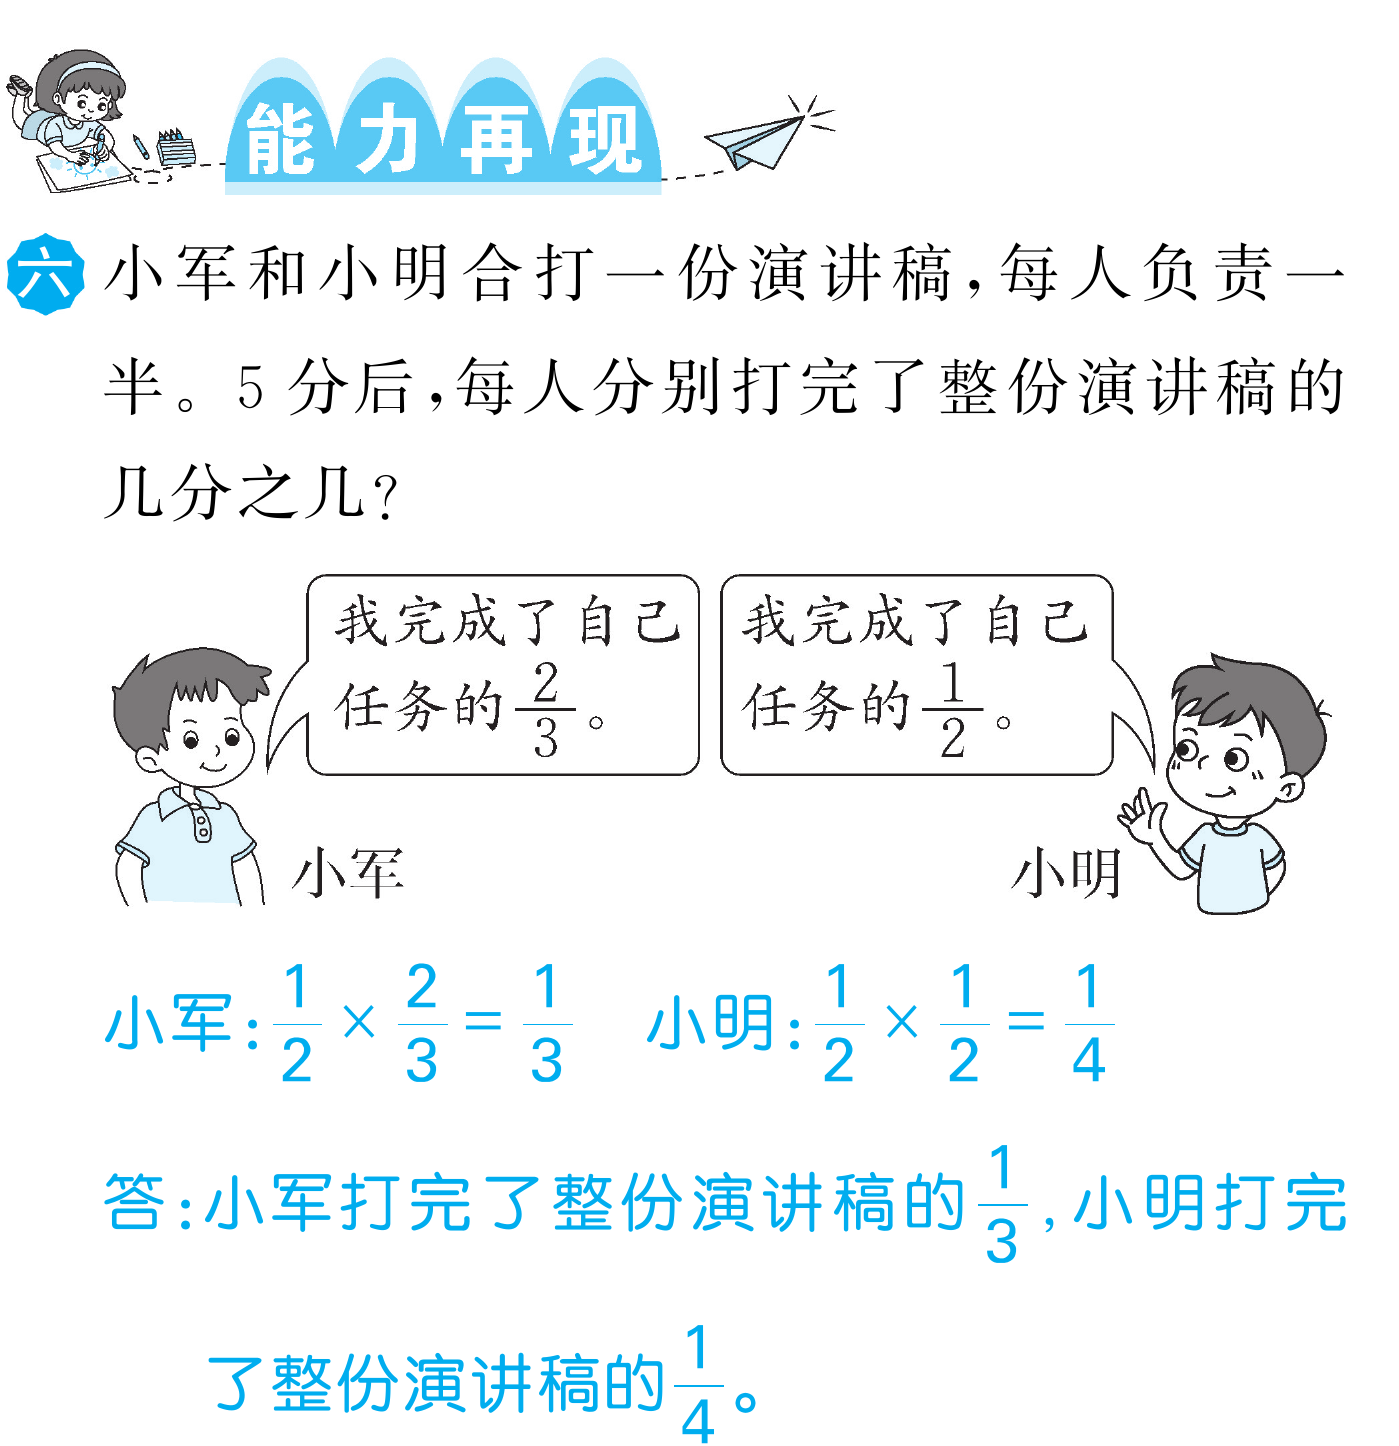 能力再现
六 小军和小明合打一份演讲稿,每人负责一
半。5 分后,每人分别打完了整份演讲稿的
几分之几?
我完成了自己
任务的2/3。
我完成了自己
任务的1/2。
小军
小明
小军:1/2×2/3=1/3 小明:1/2×1/2=1/4
答:小军打完了整份演讲稿的1/3,小明打完
了整份演讲稿的1/4。